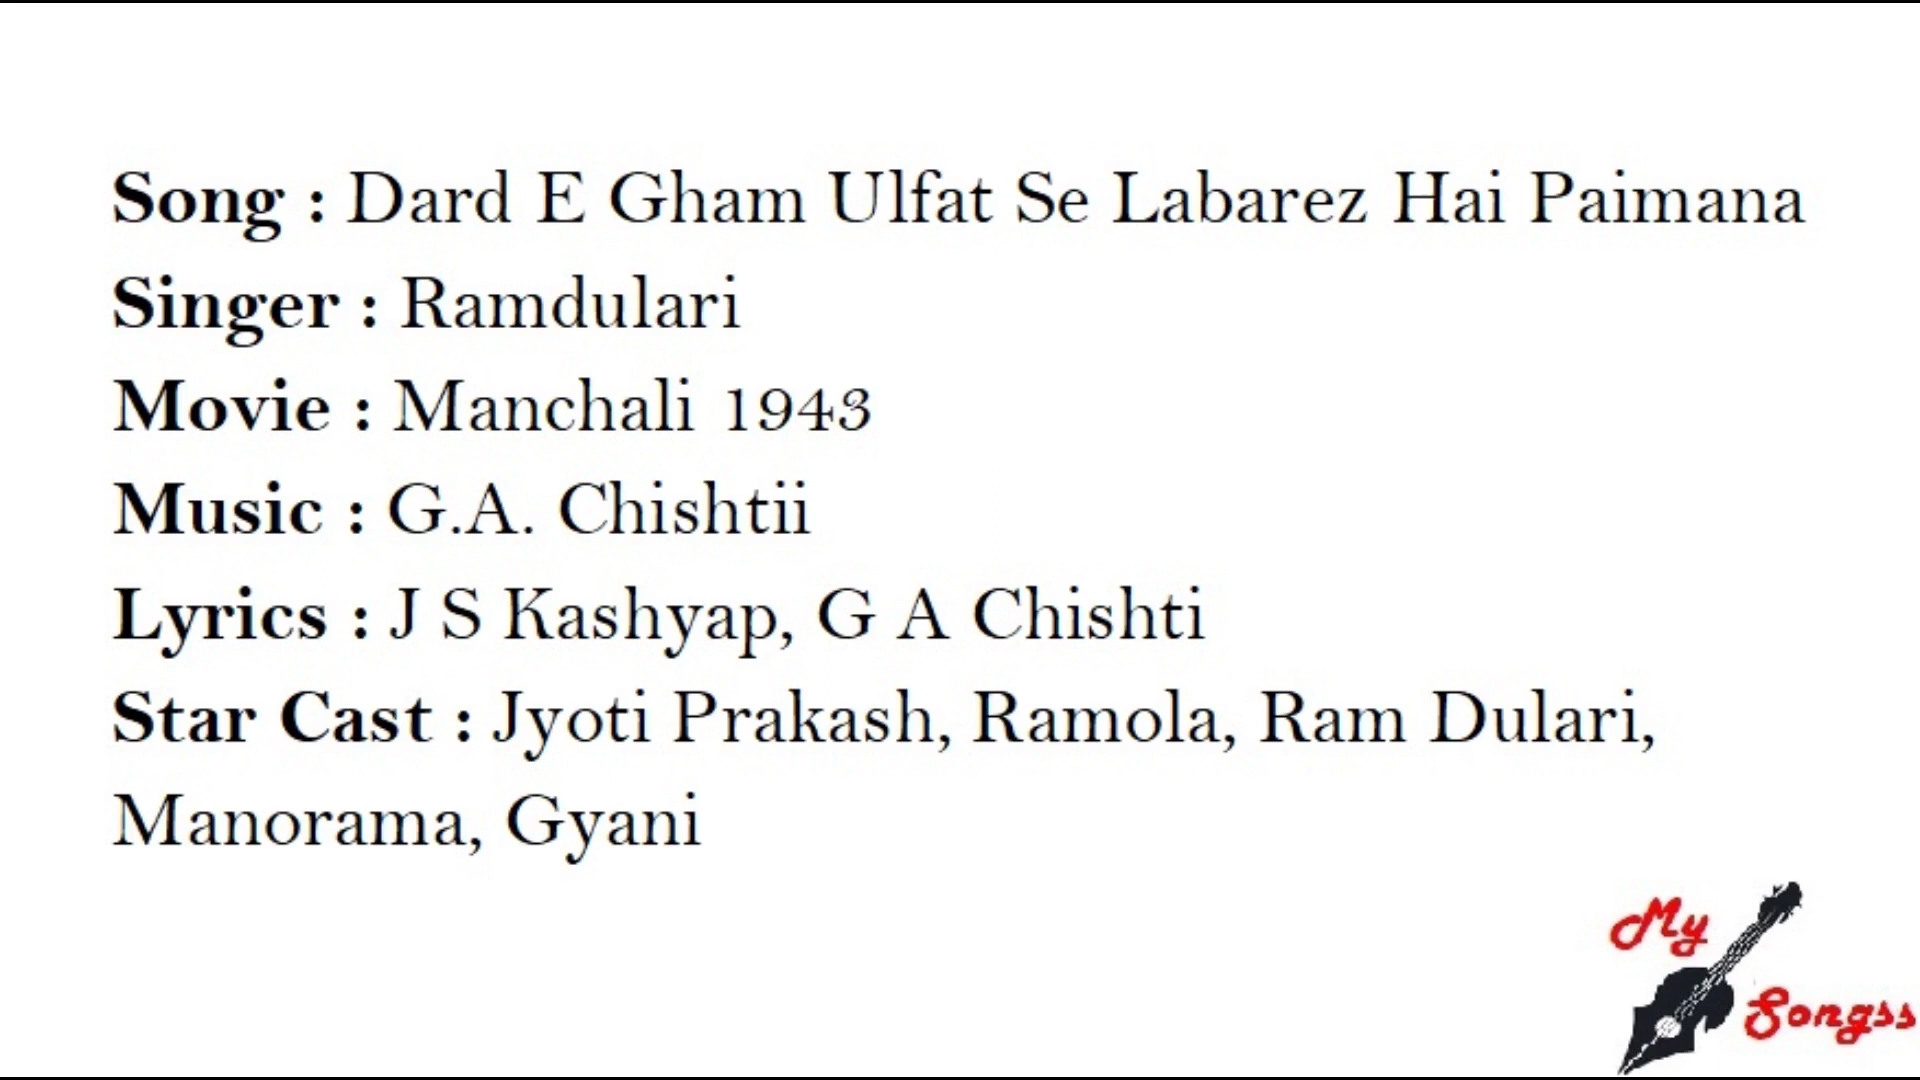 Song : Dard E Gham Ulfat Se Labarez Hai Paimana
Singer : Ramdulari
Movie : Manchali 1943
Music : G.A. Chishtii
Lyrics : J S Kashyap, G A Chishti
Star Cast : Jyoti Prakash, Ramola, Ram Dulari,
Manorama, Gyani
My
Songss